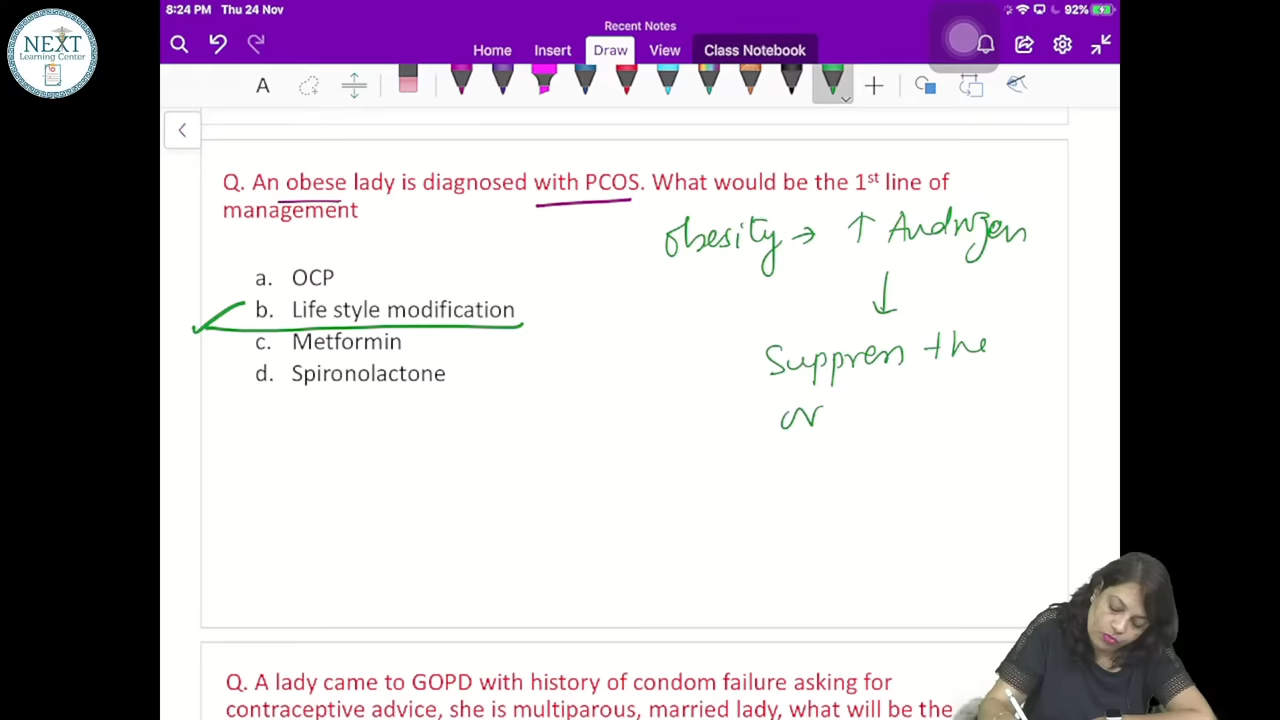 8:24 PM Thu 24 Nov
92%
Recent Notes
Home Insert Draw View Class Notebook
NEXT
Learning Center
A
Q. An obese lady is diagnosed with PCOS. What would be the 1st line of
management
Obesity → ↑ Androgen
↓
Suppress the
ov
a. OCP
b. Life style modification
c. Metformin
d. Spironolactone
Q. A lady came to GOPD with history of condom failure asking for
contraceptive advice, she is multiparous, married lady, what will be the